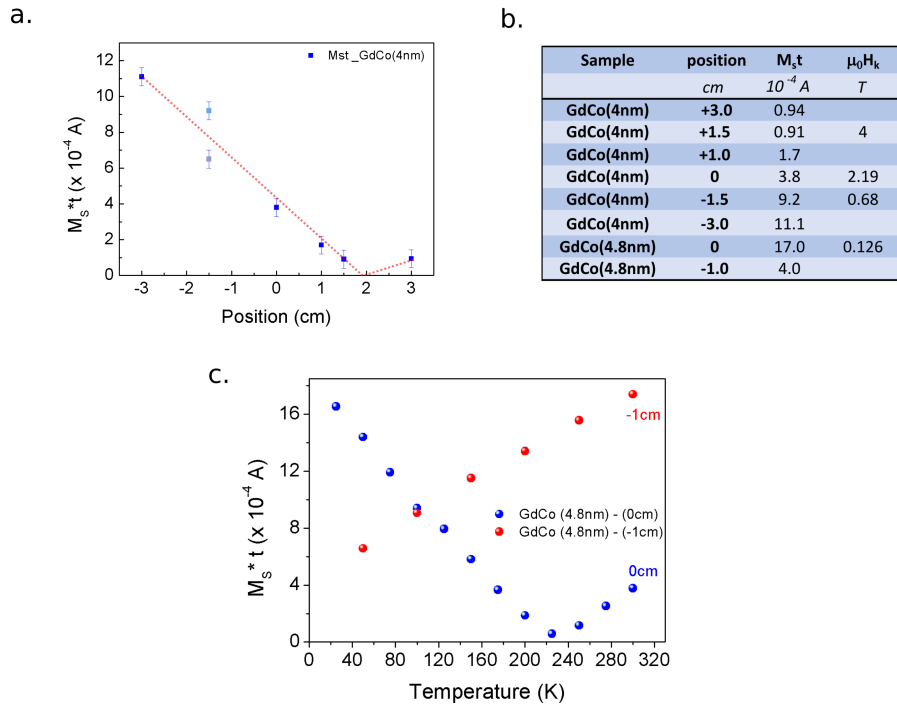 a.
Mst_GdCo(4nm)
M_S*t (x 10^-4 A)
12
10
8
6
4
2
0
-3 -2 -1 0 1 2 3
Position (cm)
b.
Sample position M_st μ_0H_k
cm 10^-4 A T
GdCo(4nm) +3.0 0.94
GdCo(4nm) +1.5 0.91 4
GdCo(4nm) +1.0 1.7
GdCo(4nm) 0 3.8 2.19
GdCo(4nm) -1.5 9.2 0.68
GdCo(4nm) -3.0 11.1
GdCo(4.8nm) 0 17.0 0.126
GdCo(4.8nm) -1.0 4.0
c.
M_S* t (x 10^-4 A)
16
12
8
4
0
-1cm
GdCo (4.8nm) - (0cm)
GdCo (4.8nm) - (-1cm)
0cm
0 40 80 120 160 200 240 280 320
Temperature (K)